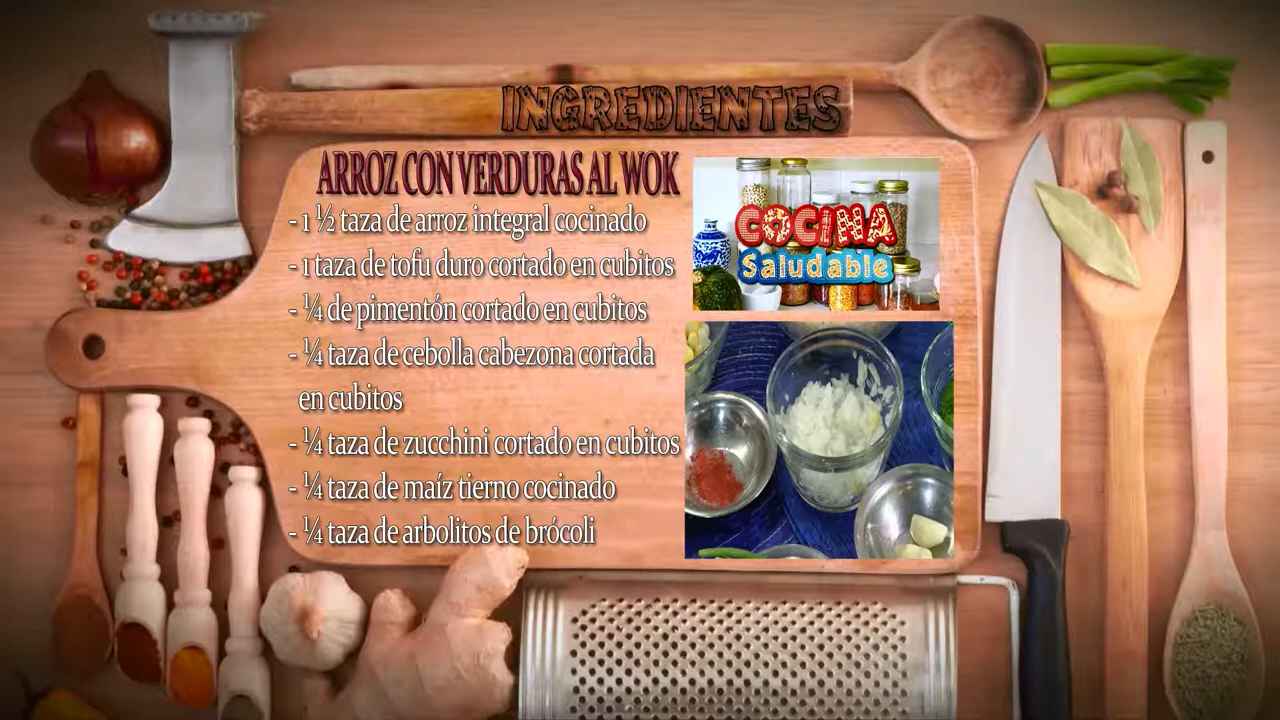 INGREDIENTES
ARROZ CON VERDURAS AL WOK
- 1 ½ taza de arroz integral cocinado
- 1 taza de tofu duro cortado en cubitos
- ¼ de pimentón cortado en cubitos
- ¼ taza de cebolla cabezona cortada
en cubitos
- ¼ taza de zucchini cortado en cubitos
- ¼ taza de maíz tierno cocinado
- ¼ taza de arbolitos de brócoli
COCINA
Saludable